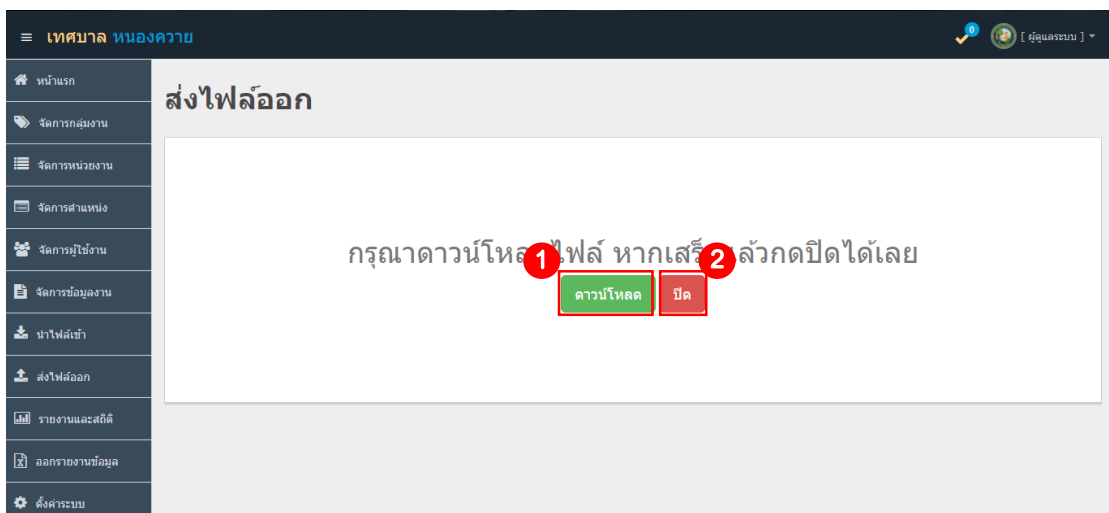 เทศบาล หนองควาย
0
[ ผู้ดูแลระบบ ]
หน้าแรก
จัดการกลุ่มงาน
จัดการหน่วยงาน
จัดการตำแหน่ง
จัดการผู้ใช้งาน
จัดการข้อมูลงาน
นำไฟล์เข้า
ส่งไฟล์ออก
รายงานและสถิติ
ออกรายงานข้อมูล
ตั้งค่าระบบ
ส่งไฟล์ออก
กรุณาดาวน์โหล ไฟล์ หากเสร็ ล้วกดปิดได้เลย
1
2
ดาวน์โหลด
ปิด